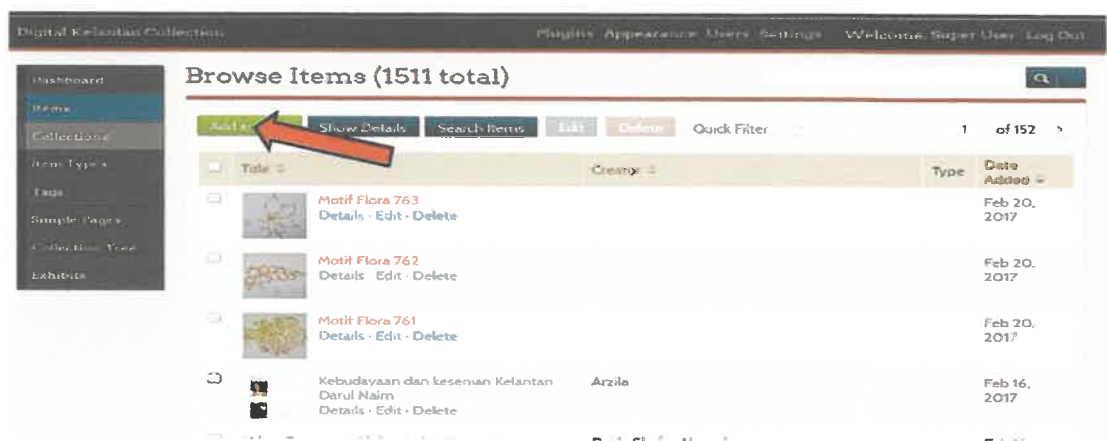 Digital Kelantan Collection
Plugins Appearance Users Settings Welcome, Super User Log Out
Dashboard
Items
Collections
Item Types
Tags
Simple Pages
Collection Tree
Exhibits
Browse Items (1511 total)
Add Show Details Search Items Edit Delete Quick Filter 1 of 152
Title Creator Type Date Added
Motif Flora 763
Details · Edit · Delete
Feb 20, 2017
Motif Flora 762
Details · Edit · Delete
Feb 20, 2017
Motif Flora 761
Details · Edit · Delete
Feb 20, 2017
Kebudayaan dan kesenian Kelantan Darul Naim
Details · Edit · Delete
Arzila
Feb 16, 2017